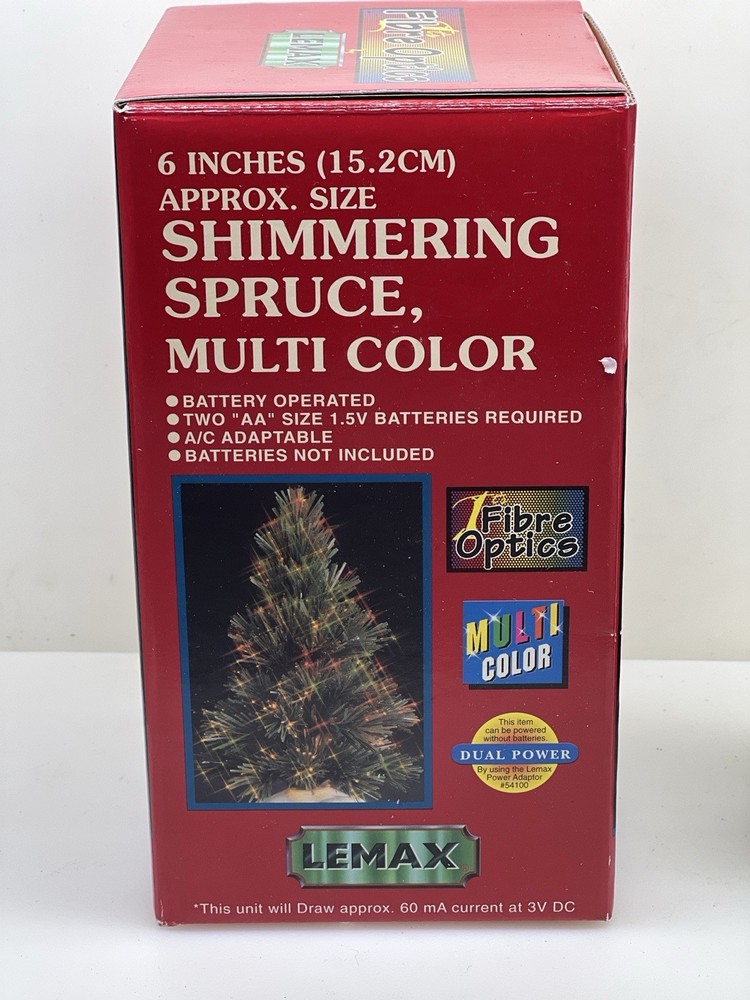 LEMAX
Fibre Optics
6 INCHES (15.2CM)
APPROX. SIZE
SHIMMERING
SPRUCE,
MULTI COLOR
●BATTERY OPERATED
●TWO "AA" SIZE 1.5V BATTERIES REQUIRED
●A/C ADAPTABLE
●BATTERIES NOT INCLUDED
Fibre
Optics
MULTI
COLOR
This item
can be powered
without batteries.
DUAL POWER
By using the Lemax
Power Adaptor
#54100
LEMAX
*This unit will Draw approx. 60 mA current at 3V DC